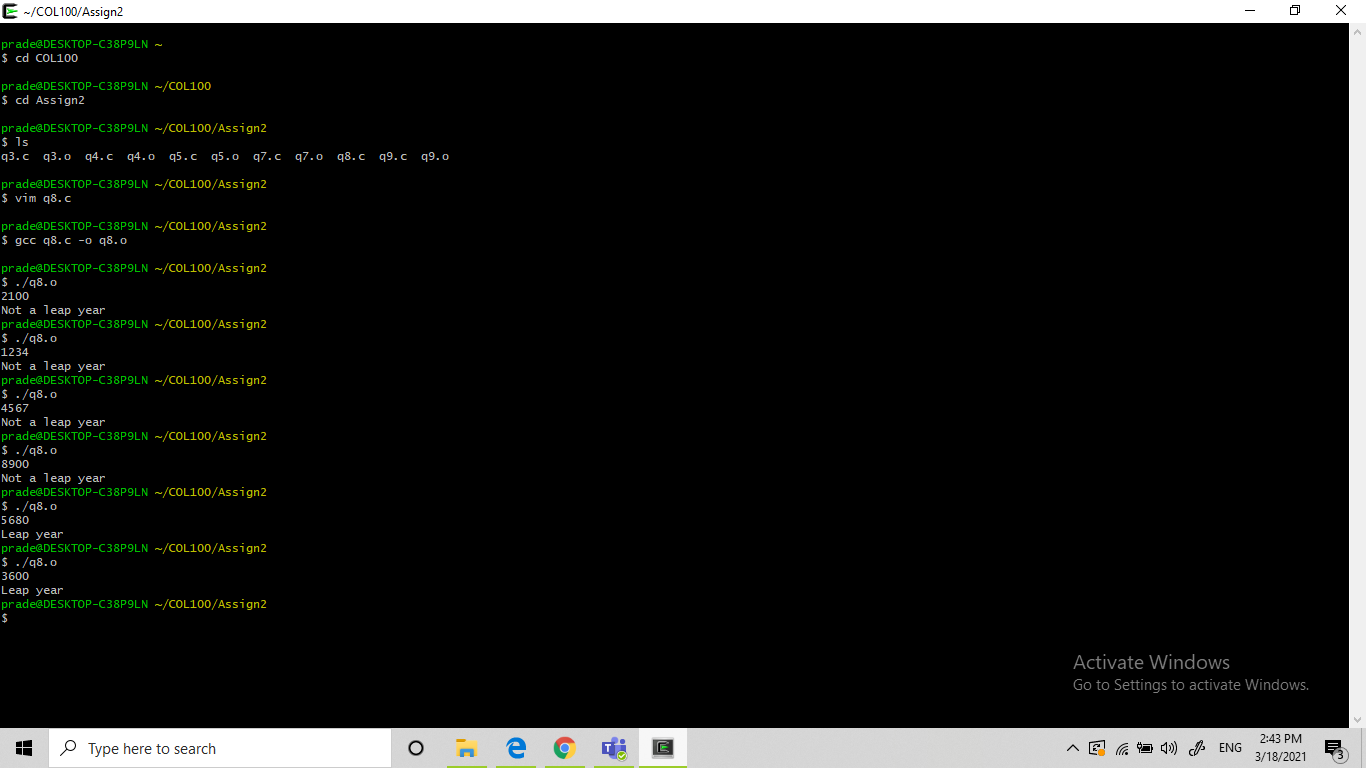 ~/COL100/Assign2
prade@DESKTOP-C38P9LN ~
$ cd COL100
prade@DESKTOP-C38P9LN ~/COL100
$ cd Assign2
prade@DESKTOP-C38P9LN ~/COL100/Assign2
$ ls
q3.c  q3.o  q4.c  q4.o  q5.c  q5.o  q7.c  q7.o  q8.c  q9.c  q9.o
prade@DESKTOP-C38P9LN ~/COL100/Assign2
$ vim q8.c
prade@DESKTOP-C38P9LN ~/COL100/Assign2
$ gcc q8.c -o q8.o
prade@DESKTOP-C38P9LN ~/COL100/Assign2
$ ./q8.o
2100
Not a leap year
prade@DESKTOP-C38P9LN ~/COL100/Assign2
$ ./q8.o
1234
Not a leap year
prade@DESKTOP-C38P9LN ~/COL100/Assign2
$ ./q8.o
4567
Not a leap year
prade@DESKTOP-C38P9LN ~/COL100/Assign2
$ ./q8.o
8900
Not a leap year
prade@DESKTOP-C38P9LN ~/COL100/Assign2
$ ./q8.o
5680
Leap year
prade@DESKTOP-C38P9LN ~/COL100/Assign2
$ ./q8.o
3600
Leap year
prade@DESKTOP-C38P9LN ~/COL100/Assign2
$
Activate Windows
Go to Settings to activate Windows.
Type here to search
ENG
2:43 PM
3/18/2021
3